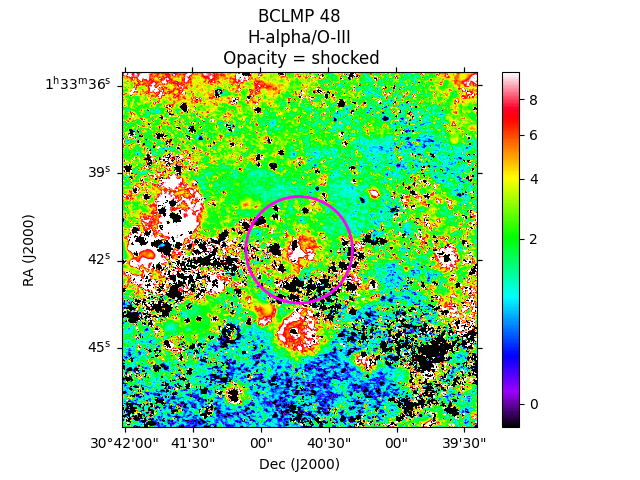 BCLMP 48
H-alpha/O-III
Opacity = shocked
1h33m36s
39s
42s
45s
RA (J2000)
30°42'00" 41'30" 00" 40'30" 00" 39'30"
Dec (J2000)
8
6
4
2
0